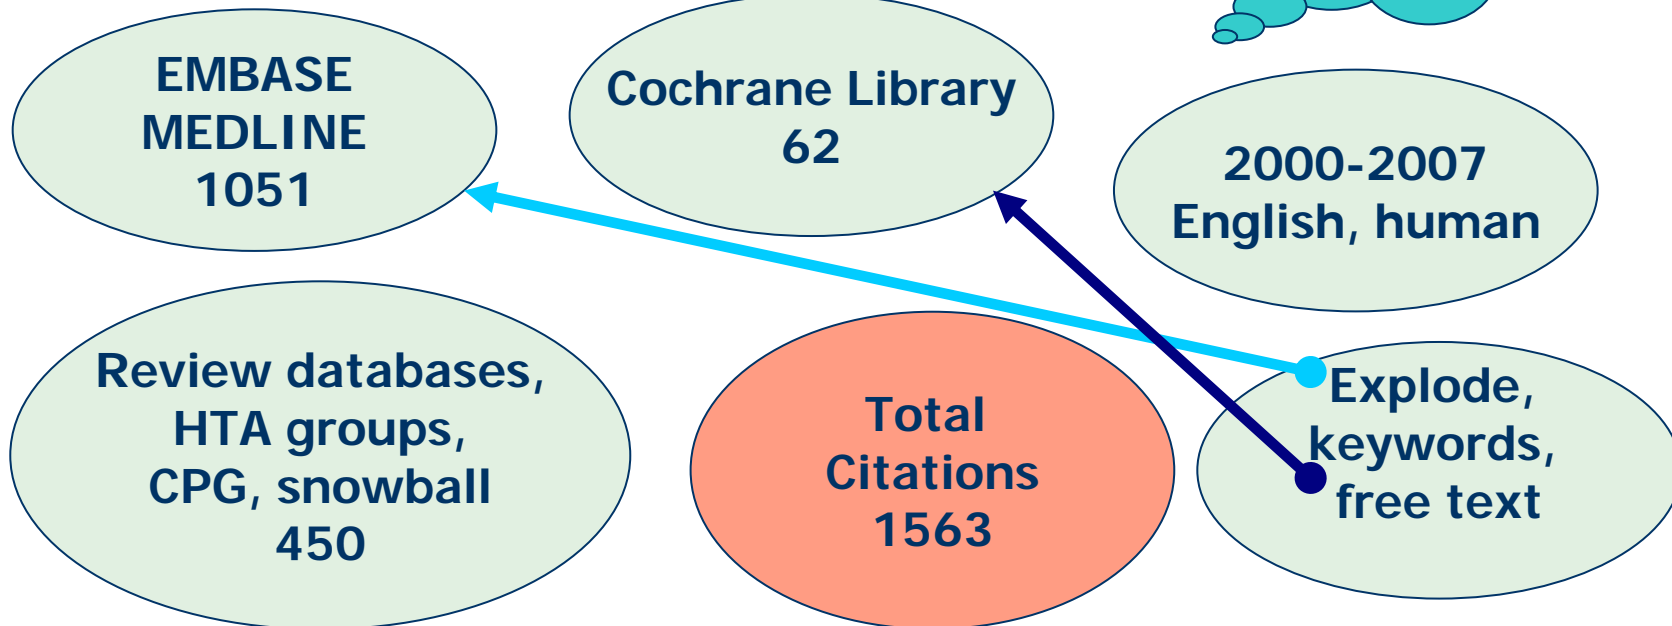 EMBASE
MEDLINE
1051
Cochrane Library
62
2000-2007
English, human
Review databases,
HTA groups,
CPG, snowball
450
Total
Citations
1563
Explode,
keywords,
free text